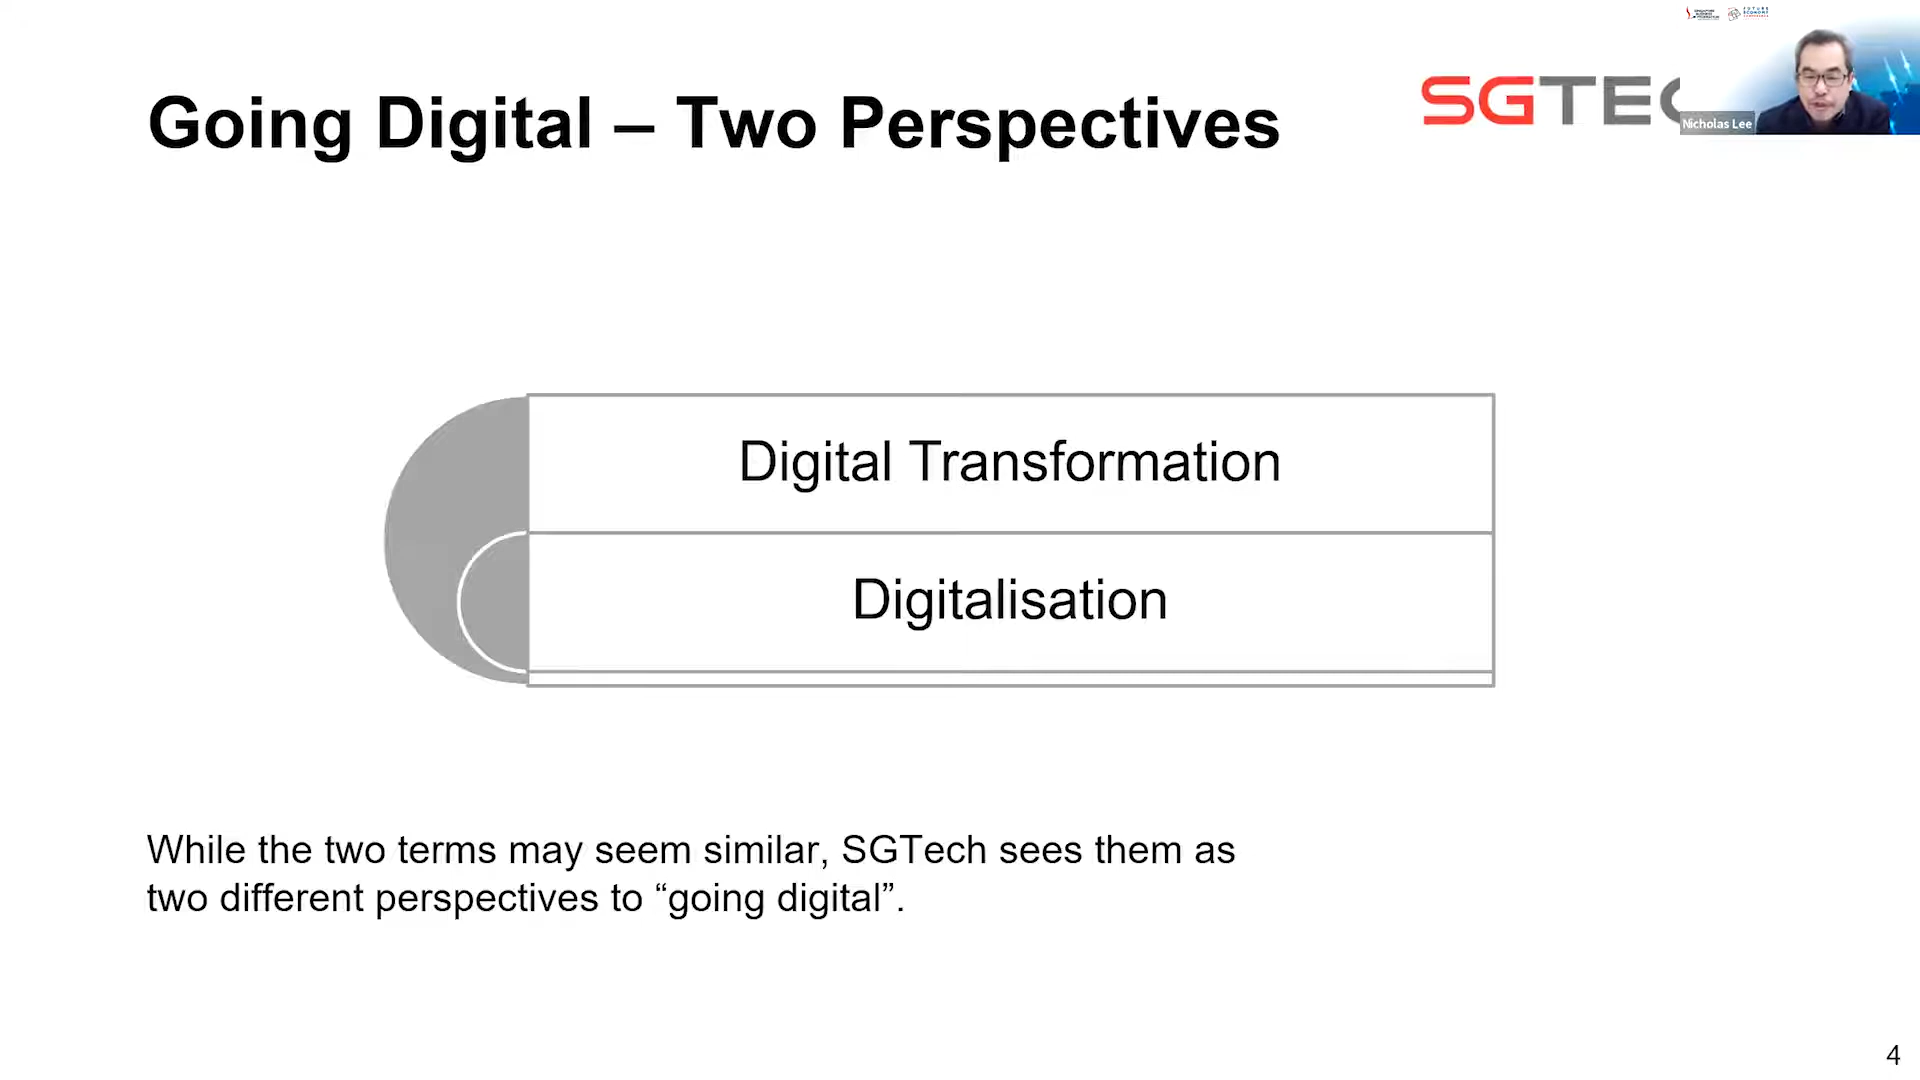 Going Digital – Two Perspectives
SGTEC
Nicholas Lee
Digital Transformation
Digitalisation
While the two terms may seem similar, SGTech sees them as
two different perspectives to “going digital”.
4